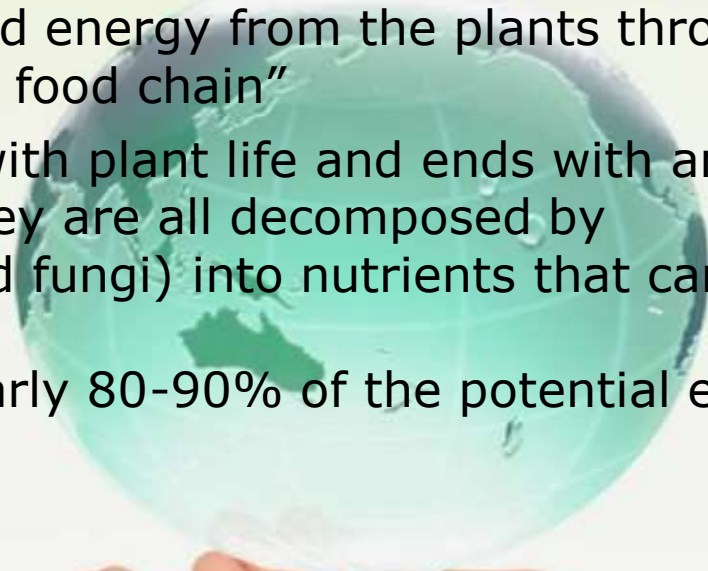 d energy from the plants thro
food chain”
with plant life and ends with a
ey are all decomposed by
d fungi) into nutrients that ca
arly 80-90% of the potential e